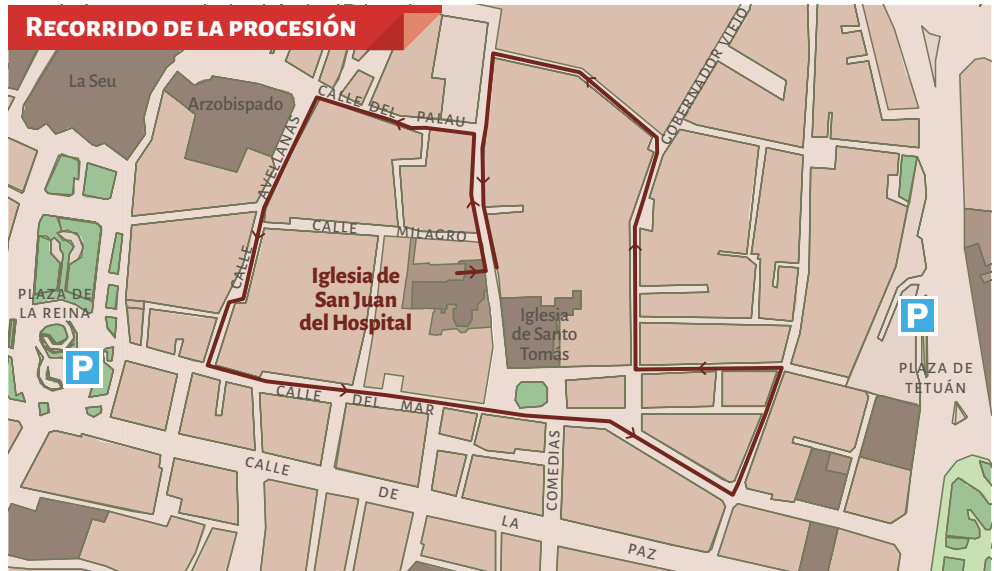 RECORRIDO DE LA PROCESIÓN
La Seu
Arzobispado
CALLE DEL PALAU
GOBERNADOR VIEJO
CALLE AVELLANAS
CALLE MILAGRO
Iglesia de
San Juan
del Hospital
PLAZA DE
LA REINA
P
Iglesia
de Santo
Tomás
P
PLAZA DE
TETUÁN
CALLE DEL MAR
COMEDIAS
CALLE DE LA PAZ